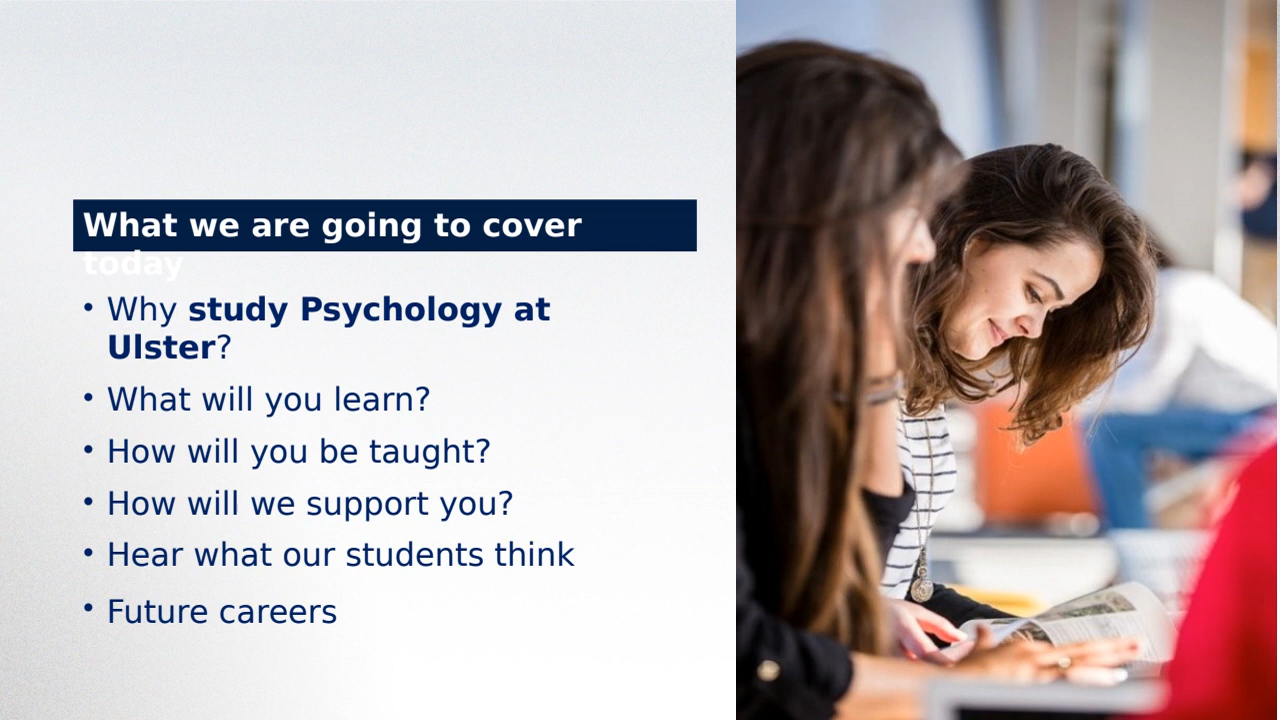 What we are going to cover
today
• Why study Psychology at
Ulster?
• What will you learn?
• How will you be taught?
• How will we support you?
• Hear what our students think
• Future careers